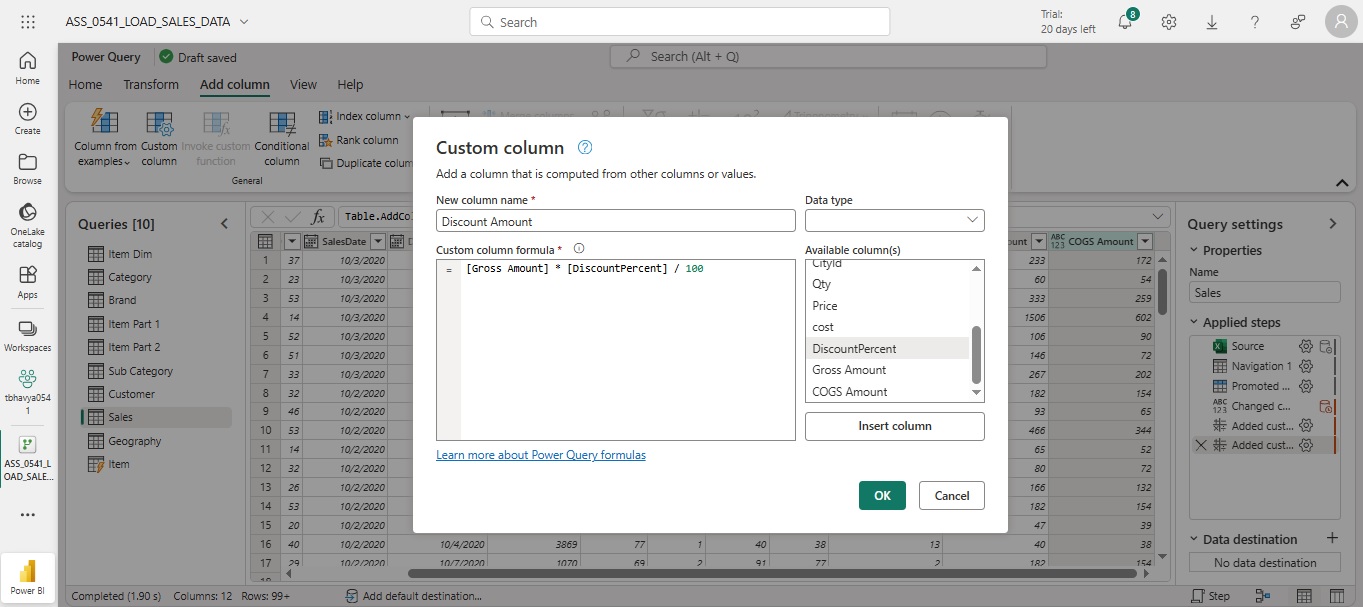 ASS_0541_LOAD_SALES_DATA
Search
Trial:
20 days left
8
Home
Create
Browse
OneLake
catalog
Apps
Workspaces
tbhavya054
1
ASS_0541_L
OAD_SALE...
Power BI
Power Query
Draft saved
Search (Alt + Q)
Home Transform Add column View Help
Column from
examples
Custom
column
Invoke custom
function
Conditional
column
Index column
Rank column
Duplicate colum
General
Queries [10]
Item Dim
Category
Brand
Item Part 1
Item Part 2
Sub Category
Customer
Sales
Geography
Item
fx Table.AddCo
SalesDate
ount
ABC
123 COGS Amount
1 37 10/3/2020 233 172
2 23 10/3/2020 60 54
3 53 10/3/2020 333 259
4 14 10/3/2020 1506 602
5 52 10/3/2020 106 90
6 51 10/3/2020 146 72
7 33 10/3/2020 267 202
8 32 10/2/2020 182 154
9 46 10/2/2020 93 65
10 53 10/2/2020 466 344
11 14 10/2/2020 65 52
12 32 10/2/2020 80 72
13 26 10/2/2020 166 132
14 53 10/2/2020 182 154
15 20 10/2/2020 47 39
16 40 10/2/2020 10/4/2020 3869 77 1 40 38 13 40 38
17 29 10/2/2020 10/7/2020 1070 69 2 91 77 2 182 154
Custom column
Add a column that is computed from other columns or values.
New column name *
Discount Amount
Data type
Custom column formula *
= [Gross Amount] * [DiscountPercent] / 100
Available column(s)
CityId
Qty
Price
cost
DiscountPercent
Gross Amount
COGS Amount
Insert column
Learn more about Power Query formulas
OK
Cancel
Query settings
Properties
Name
Sales
Applied steps
Source
Navigation 1
Promoted ...
ABC
123 Changed c...
Added cust...
Added cust...
Data destination
No data destination
Completed (1.90 s) Columns: 12 Rows: 99+
Add default destination...
Step